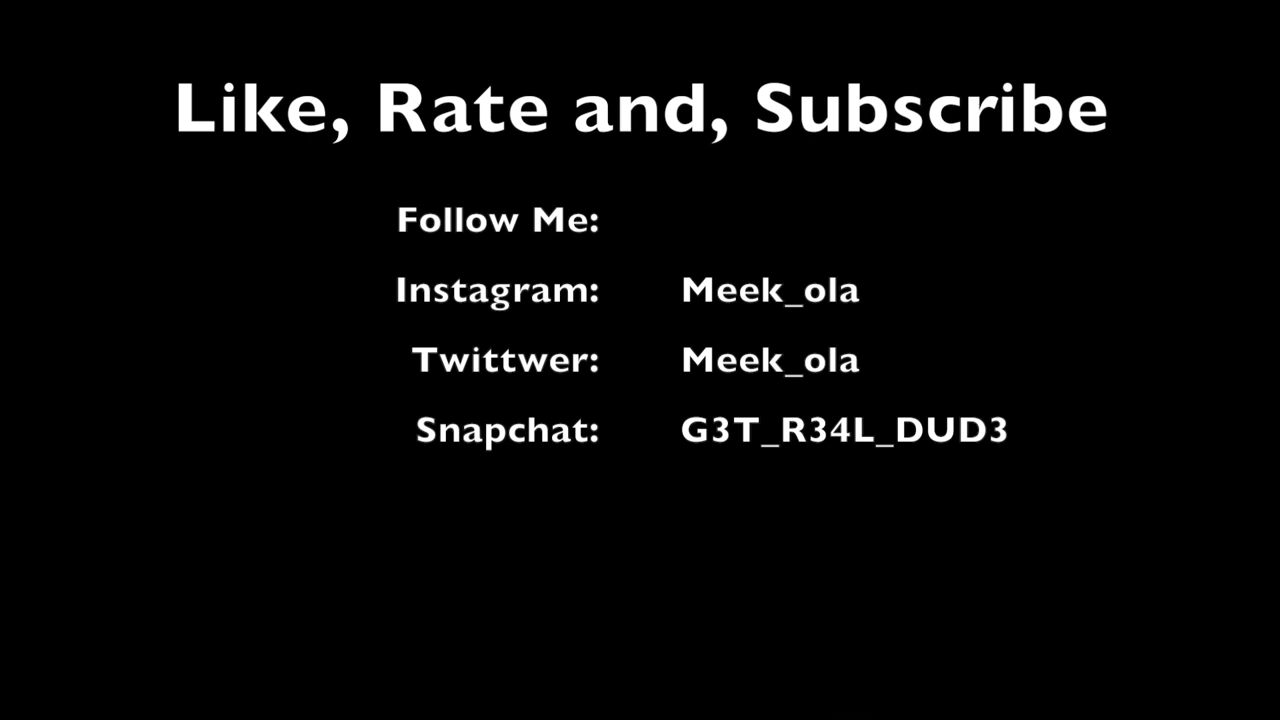 Like, Rate and, Subscribe
Follow Me:
Instagram: Meek_ola
Twittwer: Meek_ola
Snapchat: G3T_R34L_DUD3